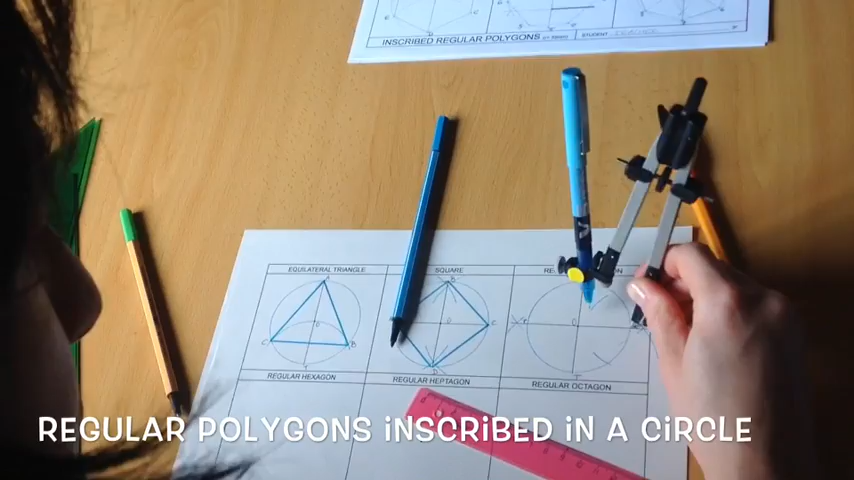 INSCRIBED REGULAR POLYGONS
STUDENT
EQUILATERAL TRIANGLE
SQUARE
REGULAR HEXAGON
REGULAR HEPTAGON
REGULAR OCTAGON
REGULAR POLYGONS INSCRIBED IN A CIRCLE